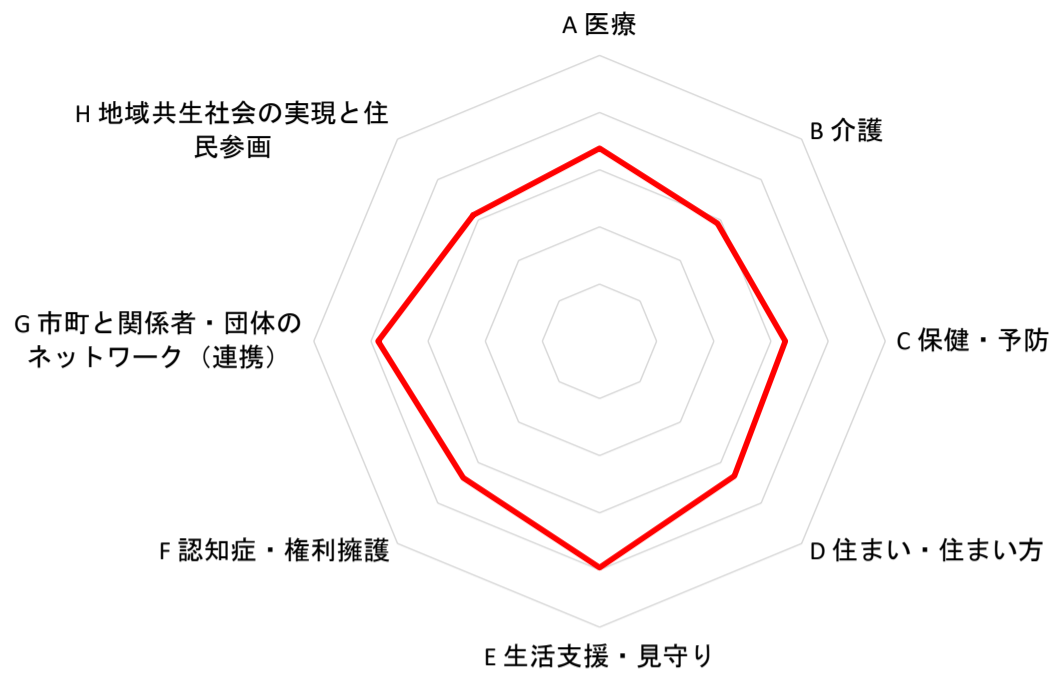 A 医療
B 介護
C 保健・予防
D 住まい・住まい方
E 生活支援・見守り
F 認知症・権利擁護
G 市町と関係者・団体の
ネットワーク（連携）
H 地域共生社会の実現と住
民参画